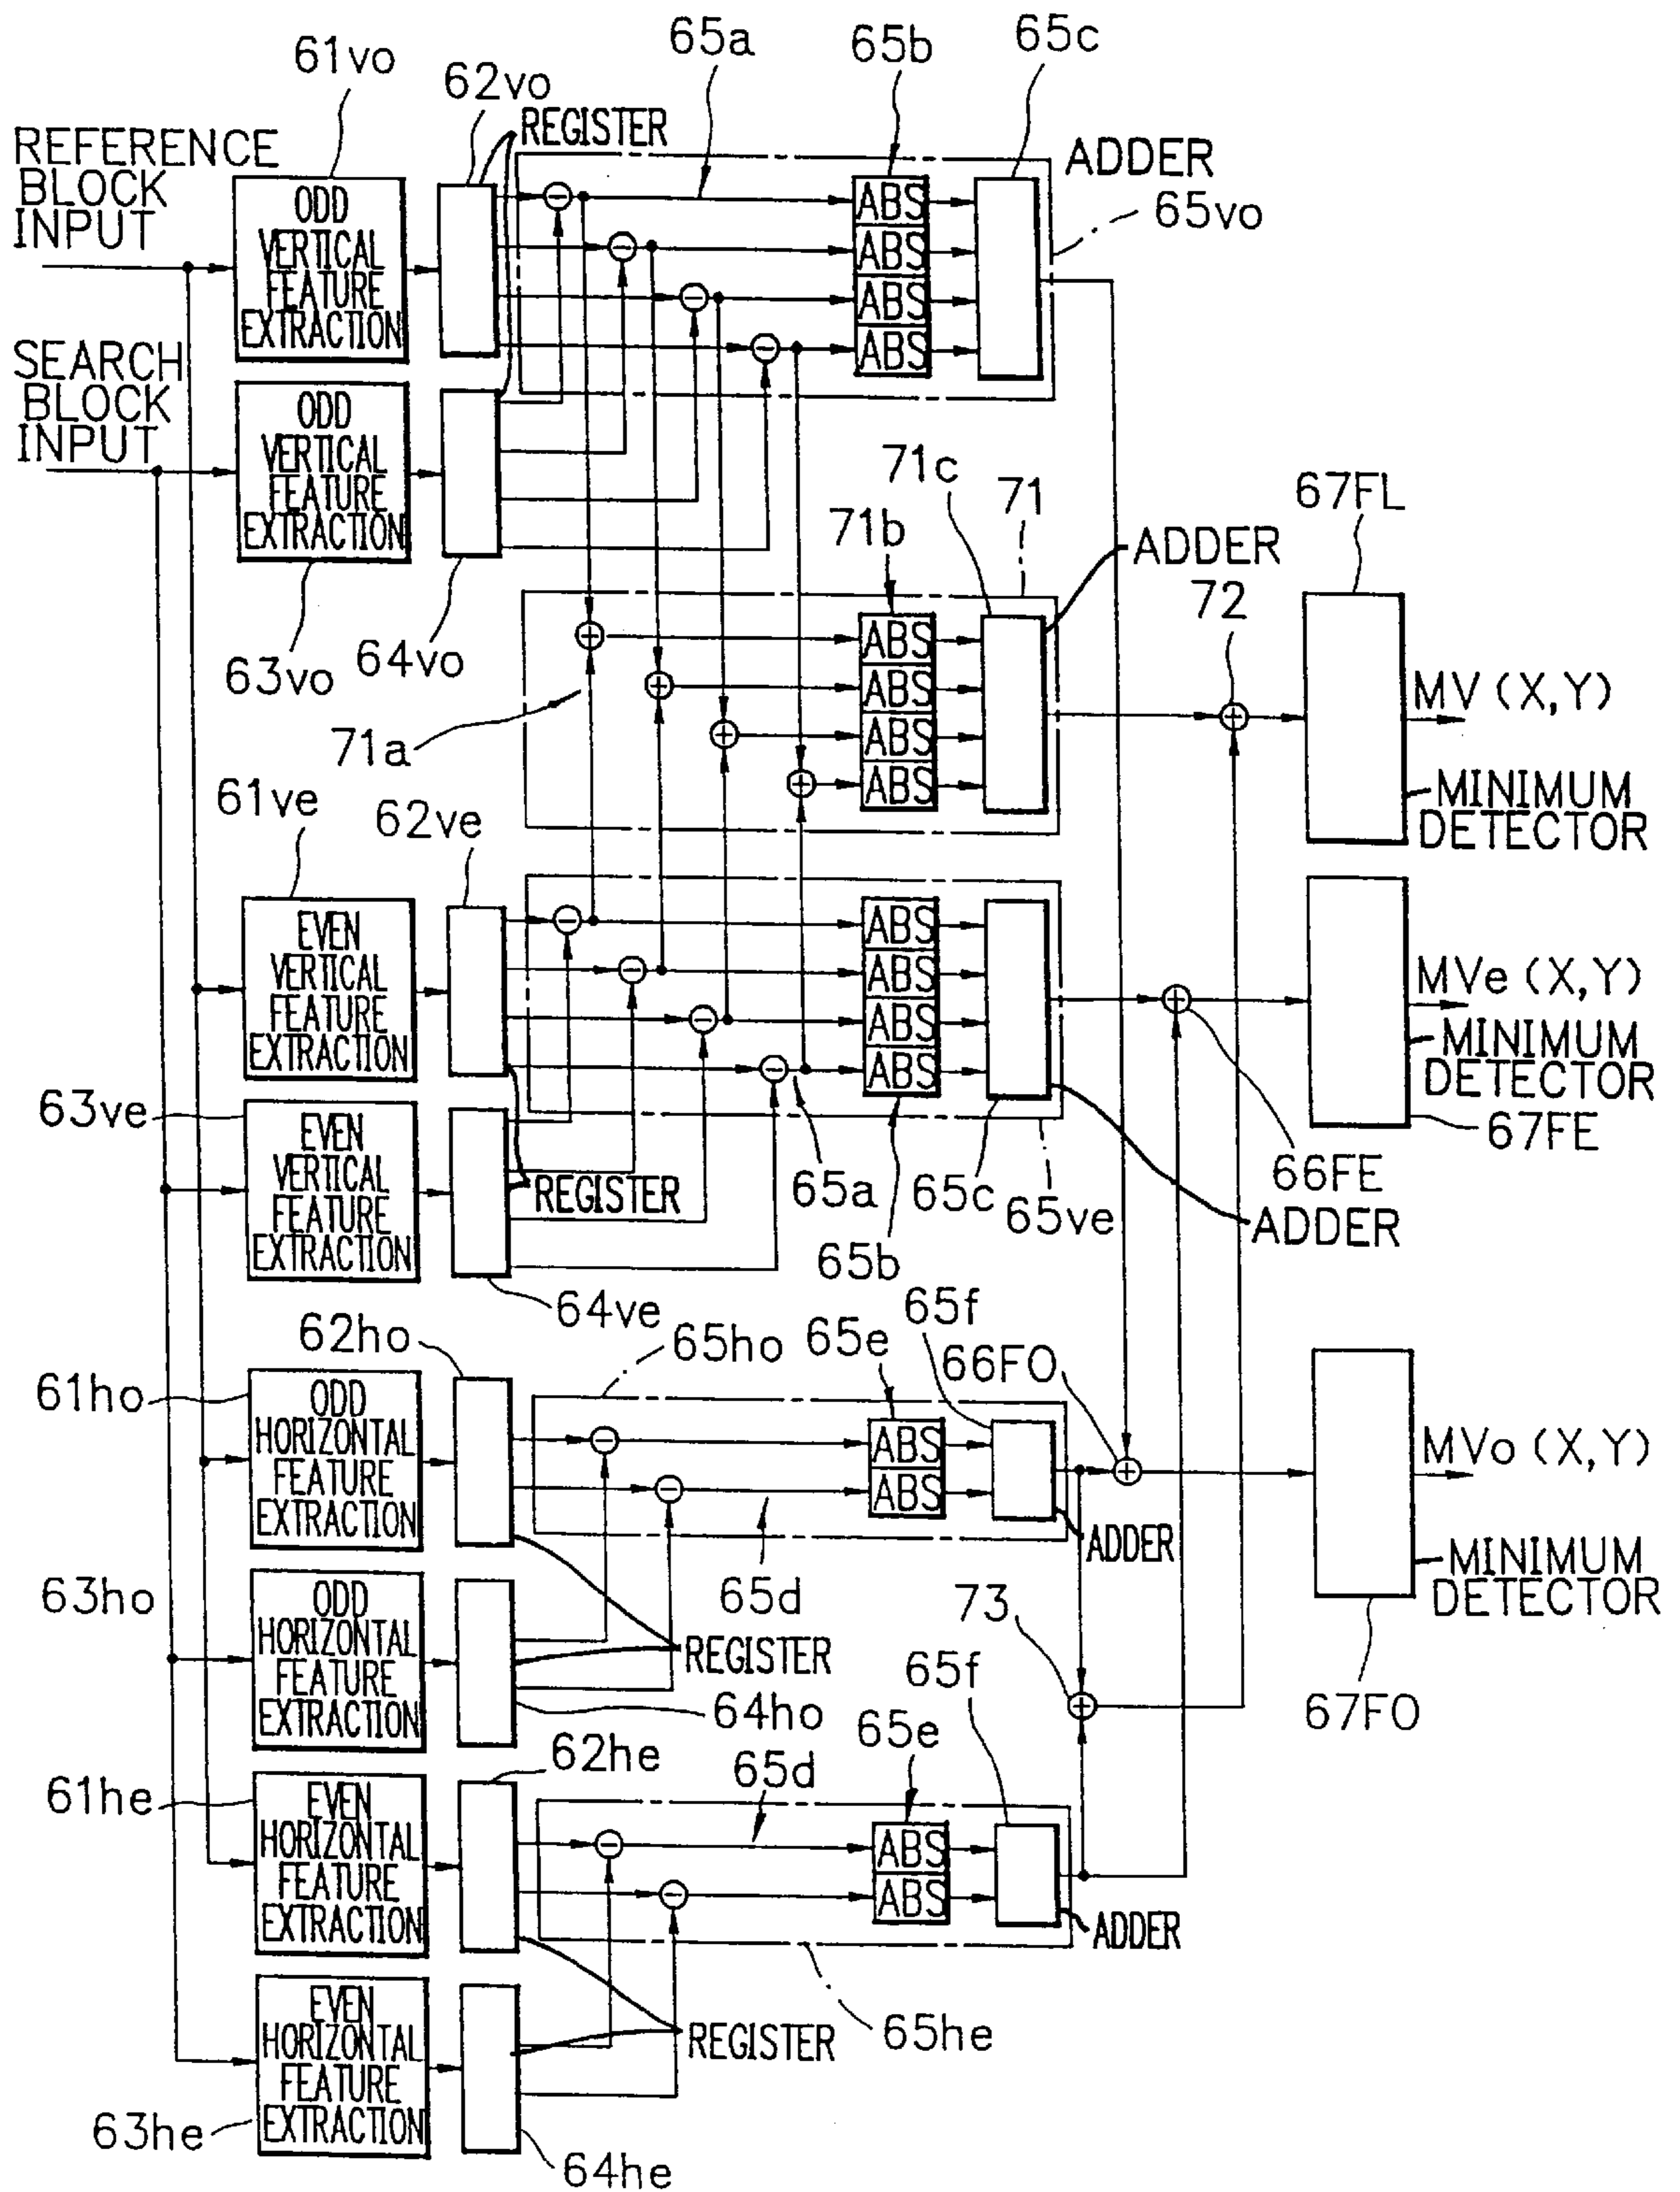 65a
65b
65c
61vo
62vo
REGISTER
REFERENCE
BLOCK
INPUT
ADDER
65vo
ODD
VERTICAL
FEATURE
EXTRACTION
ABS
ABS
ABS
ABS
SEARCH
BLOCK
INPUT
ODD
VERTICAL
FEATURE
EXTRACTION
71c
71
67FL
71b
ADDER
72
63vo
64vo
ABS
ABS
ABS
ABS
MV (X,Y)
71a
MINIMUM
DETECTOR
61ve
62ve
EVEN
VERTICAL
FEATURE
EXTRACTION
ABS
ABS
ABS
ABS
MVe (X,Y)
MINIMUM
DETECTOR
67FE
63ve
EVEN
VERTICAL
FEATURE
EXTRACTION
REGISTER
65a
65c
65ve
66FE
ADDER
65b
64ve
65f
62ho
65ho
65e
66FO
61ho
ODD
HORIZONTAL
FEATURE
EXTRACTION
ABS
ABS
MVo (X,Y)
ADDER
MINIMUM
DETECTOR
63ho
ODD
HORIZONTAL
FEATURE
EXTRACTION
65d
73
REGISTER
65f
64ho
67FO
62he
65d
65e
61he
EVEN
HORIZONTAL
FEATURE
EXTRACTION
ABS
ABS
ADDER
EVEN
HORIZONTAL
FEATURE
EXTRACTION
REGISTER
65he
63he
64he